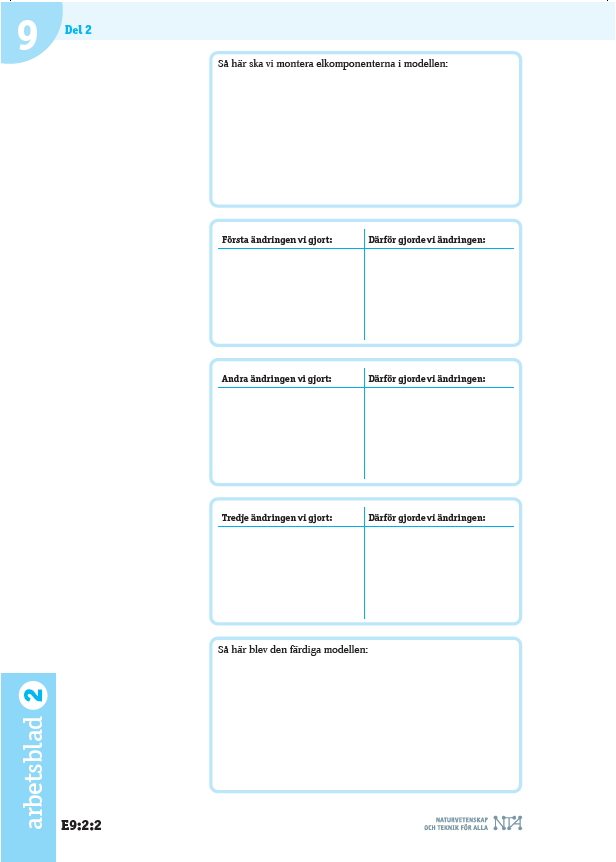 9
Del 2
SA här ska vi montera elkomponenterna i modellen:
Första ändringen vi gjort:
Därför gjorde vi ändringen:
Andra ändringen vi gjort:
Därför gjorde vi ändringen:
Tredje ändringen vi gjort:
Därför gjorde vi ändringen:
SA här blev den färdiga modellen:
arbetsblad 2
E9:2:2
NATURVETENSKAP
OCH TEKNIK FÖR ALLA
NTA